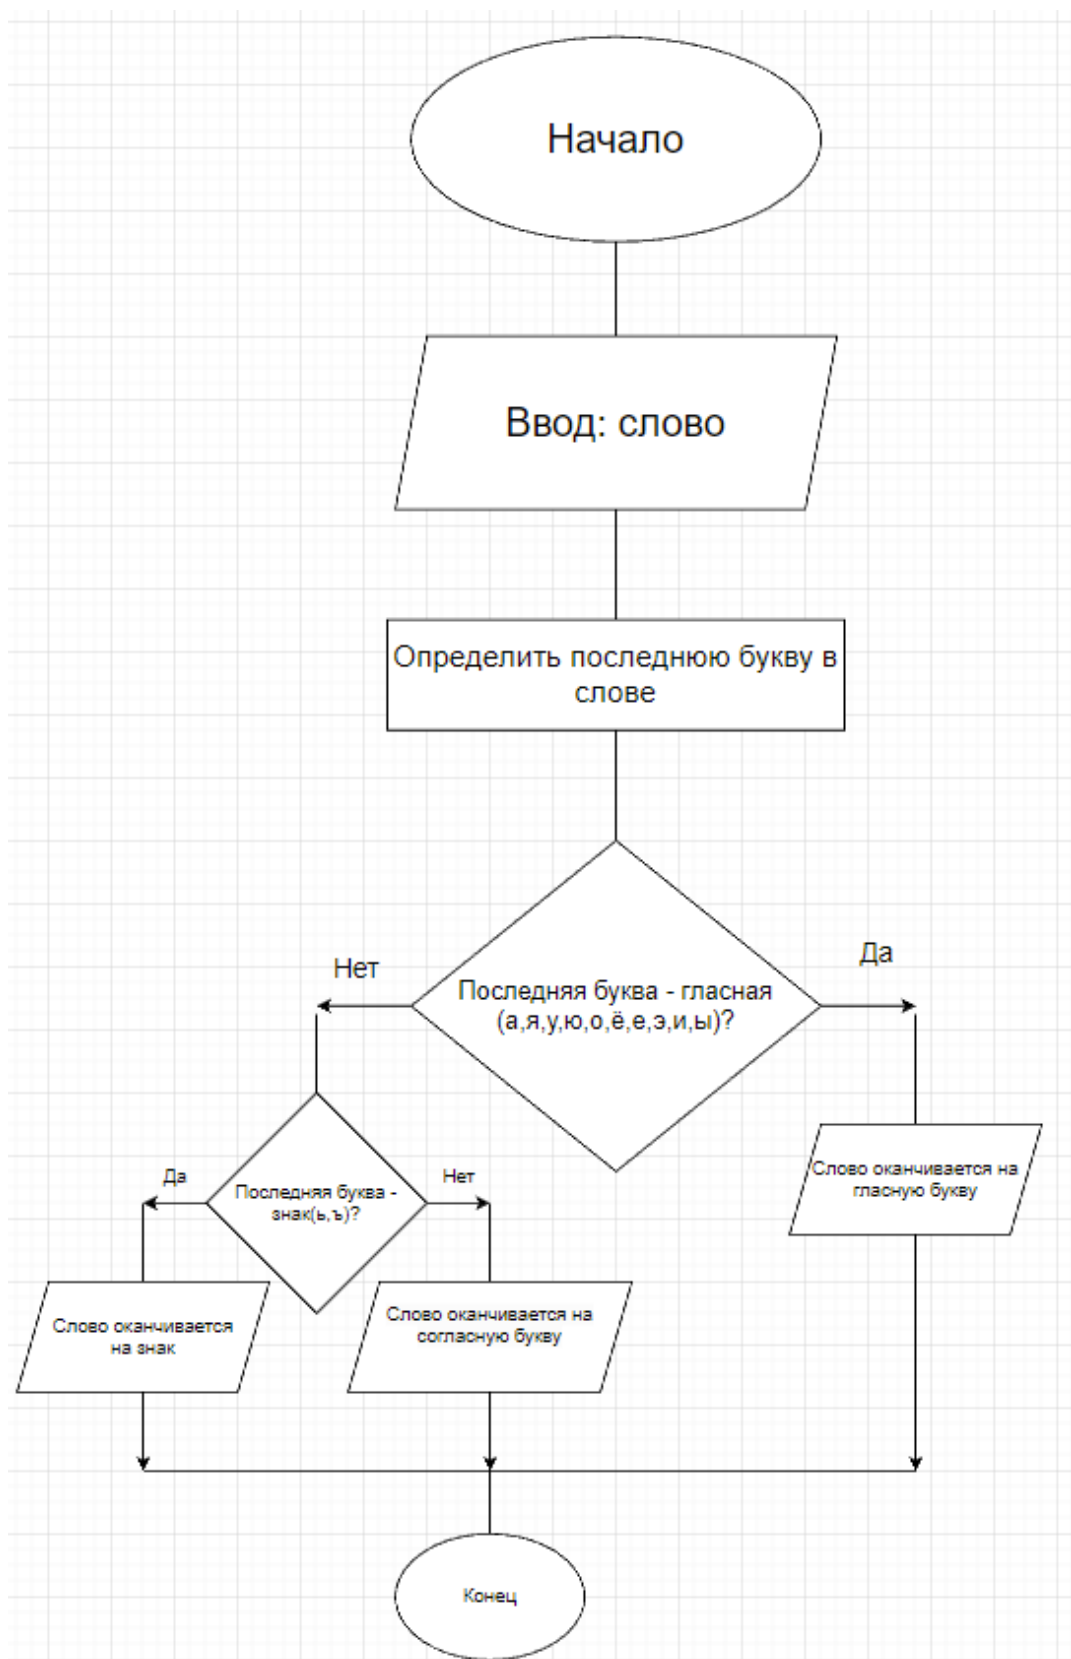 Начало
Ввод: слово
Определить последнюю букву в
слове
Нет
Да
Последняя буква - гласная
(а,я,у,ю,о,ё,е,э,и,ы)?
Да
Нет
Последняя буква -
знак(ь,ъ)?
Слово оканчивается на
гласную букву
Слово оканчивается
на знак
Слово оканчивается на
согласную букву
Конец